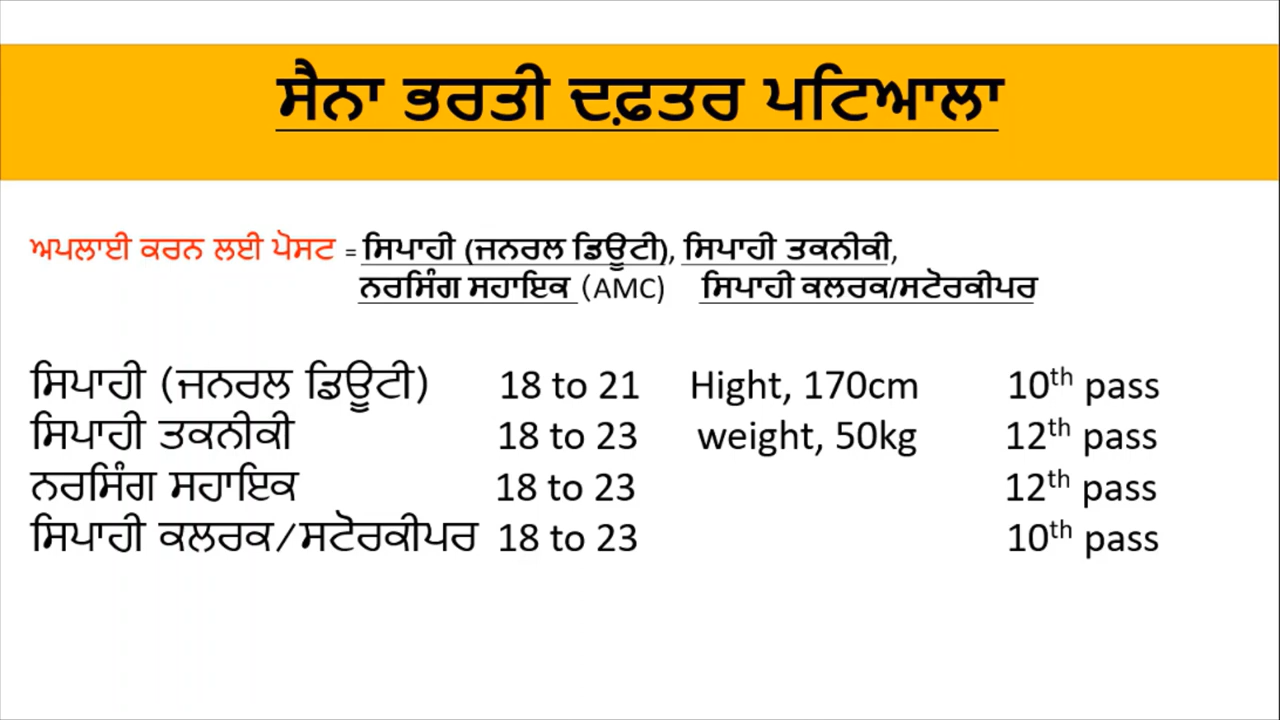 ਸੈਨਾ ਭਰਤੀ ਦਫ਼ਤਰ ਪਟਿਆਲਾ
ਅਪਲਾਈ ਕਰਨ ਲਈ ਪੋਸਟ = ਸਿਪਾਹੀ (ਜਨਰਲ ਡਿਊਟੀ), ਸਿਪਾਹੀ ਤਕਨੀਕੀ,
ਨਰਸਿੰਗ ਸਹਾਇਕ (AMC) ਸਿਪਾਹੀ ਕਲਰਕ/ਸਟੋਰਕੀਪਰ
ਸਿਪਾਹੀ (ਜਨਰਲ ਡਿਊਟੀ) 18 to 21 Hight, 170cm 10th pass
ਸਿਪਾਹੀ ਤਕਨੀਕੀ 18 to 23 weight, 50kg 12th pass
ਨਰਸਿੰਗ ਸਹਾਇਕ 18 to 23 12th pass
ਸਿਪਾਹੀ ਕਲਰਕ/ਸਟੋਰਕੀਪਰ 18 to 23 10th pass